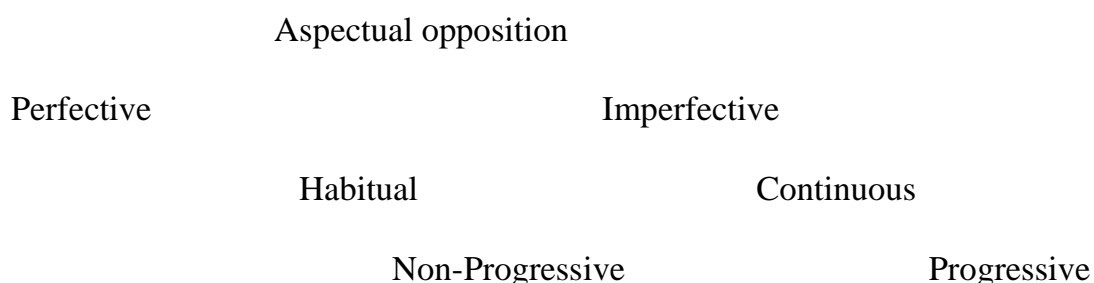 Aspectual opposition
Perfective Imperfective
Habitual Continuous
Non-Progressive Progressive